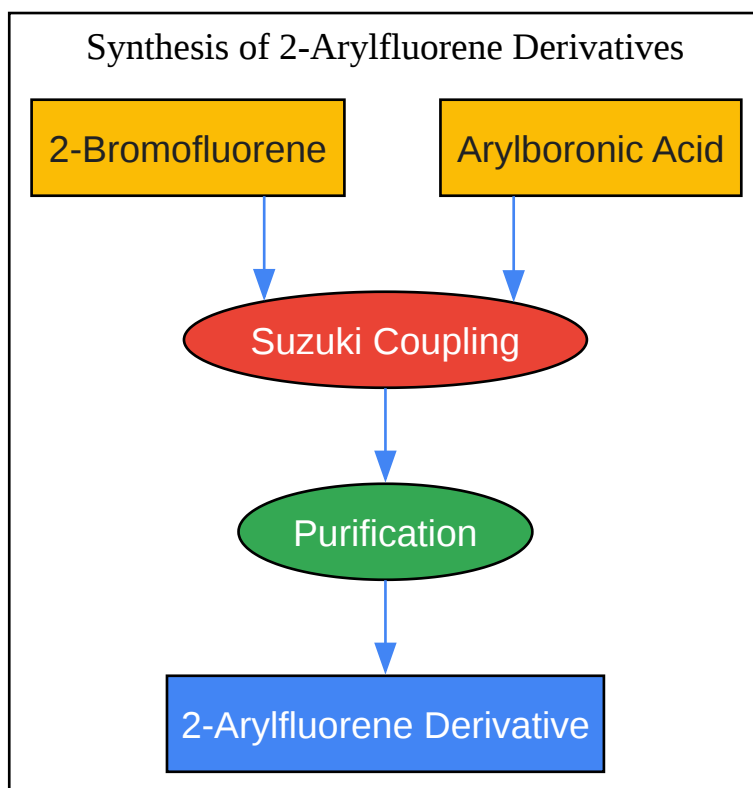 Synthesis of 2-Arylfluorene Derivatives
2-Bromofluorene
Arylboronic Acid
Suzuki Coupling
Purification
2-Arylfluorene Derivative